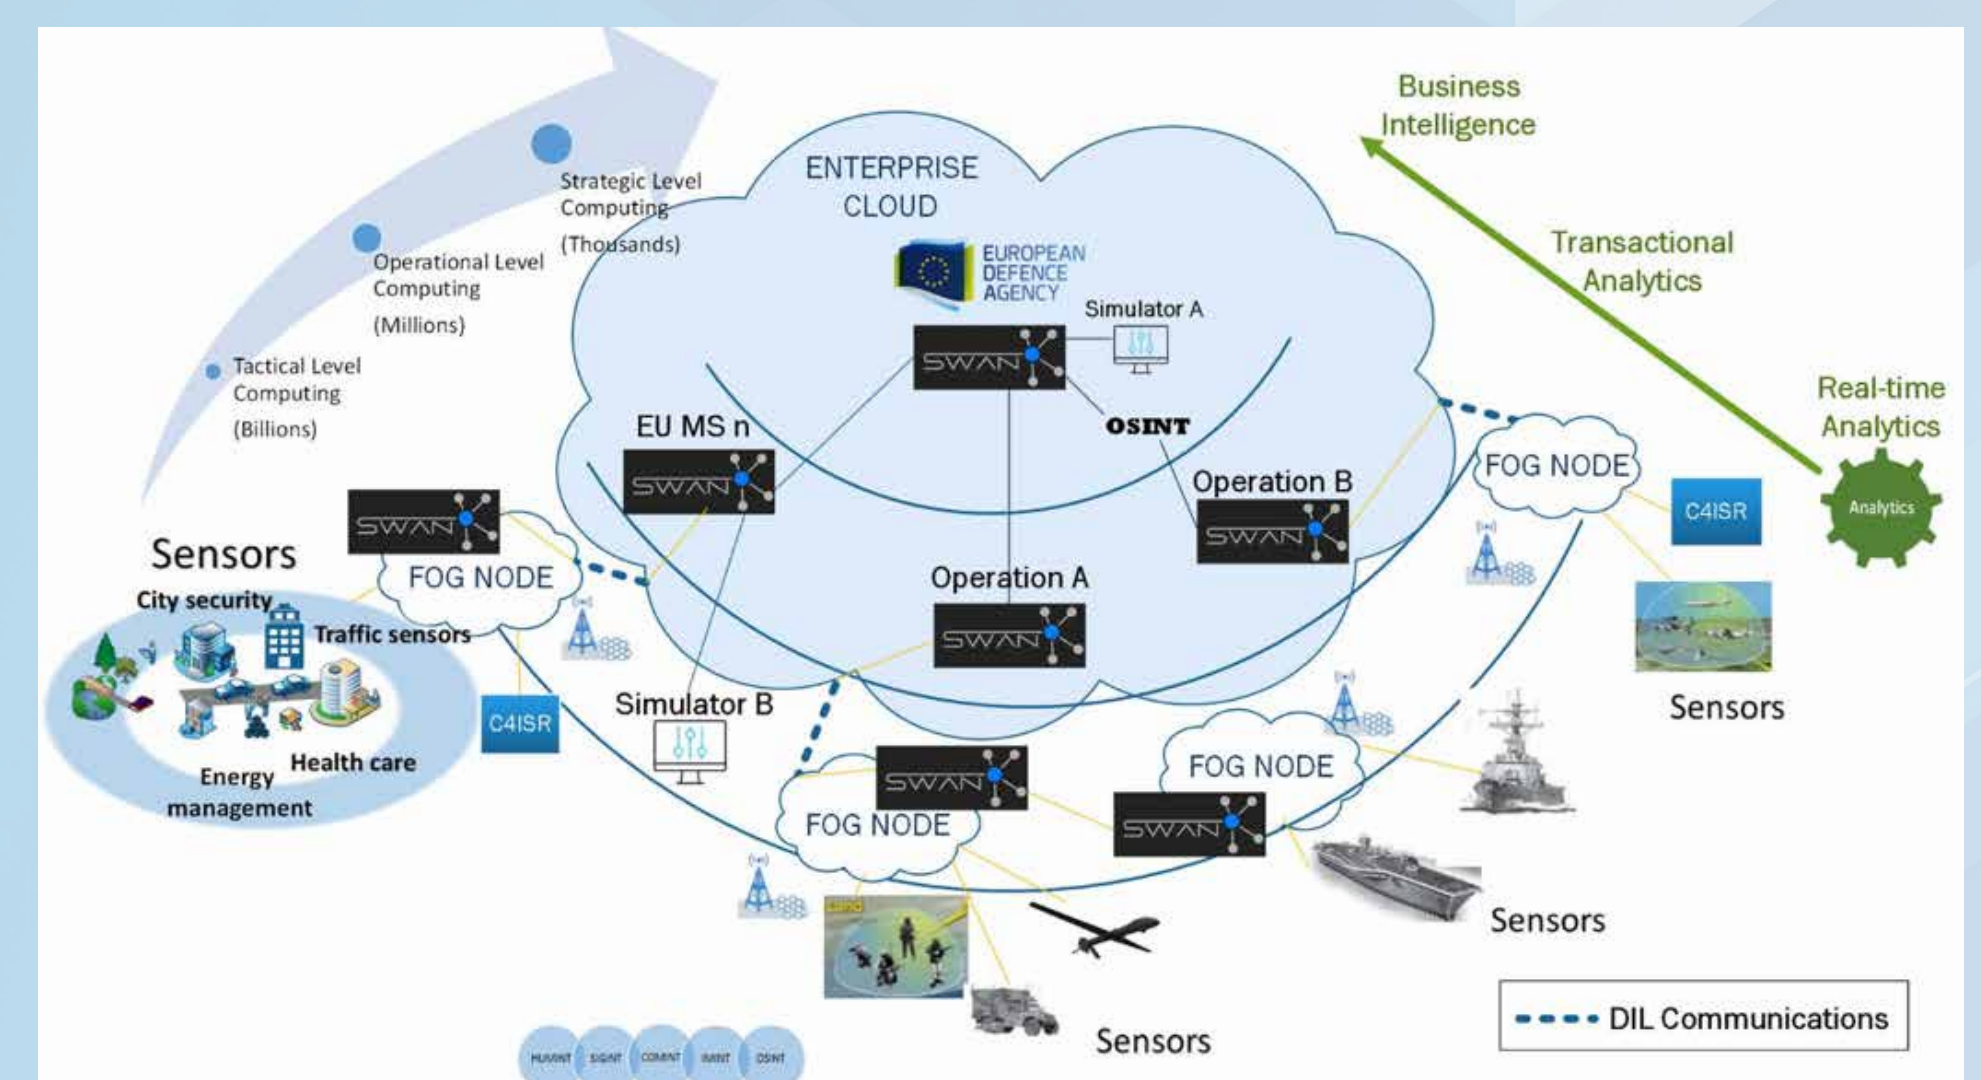 Business
Intelligence
ENTERPRISE
CLOUD
Strategic Level
Computing
(Thousands)
Transactional
Analytics
EUROPEAN
DEFENCE
AGENCY
Operational Level
Computing
(Millions)
Simulator A
SWAN
Tactical Level
Computing
(Billions)
Real-time
Analytics
EU MS n
OSINT
SWAN
FOG NODE
Operation B
SWAN
C4ISR
Analytics
SWAN
Sensors
FOG NODE
Operation A
SWAN
City security
Traffic sensors
Energy
management
Health care
C4ISR
Simulator B
Sensors
SWAN
FOG NODE
FOG NODE
SWAN
Sensors
DIL Communications
Sensors
HUMINT
SIGINT
COMINT
IMINT
OSINT